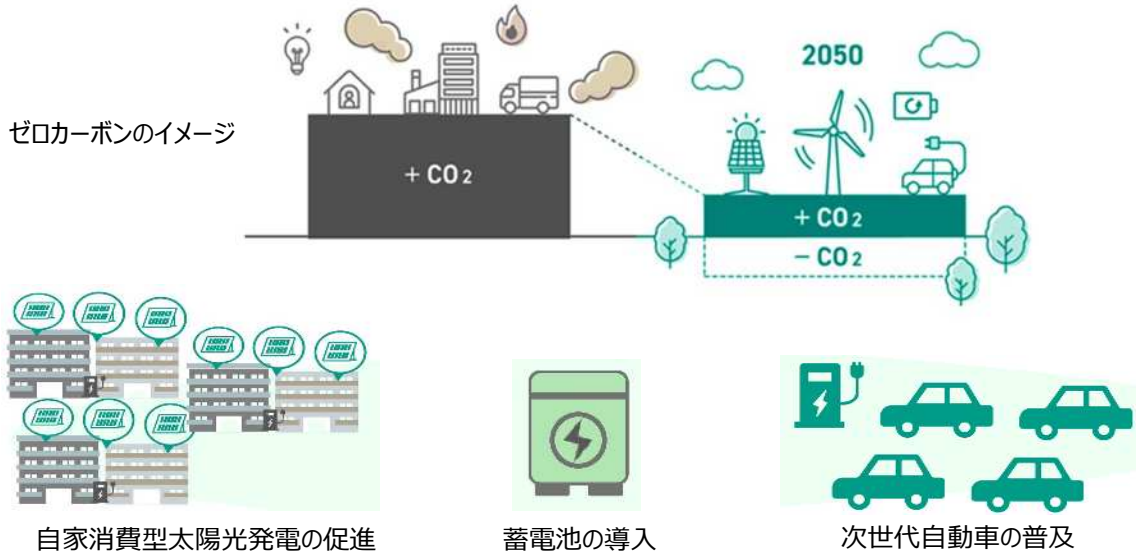 2050
ゼロカーボンのイメージ
+ CO2
+ CO2
- CO2
自家消費型太陽光発電の促進
蓄電池の導入
次世代自動車の普及